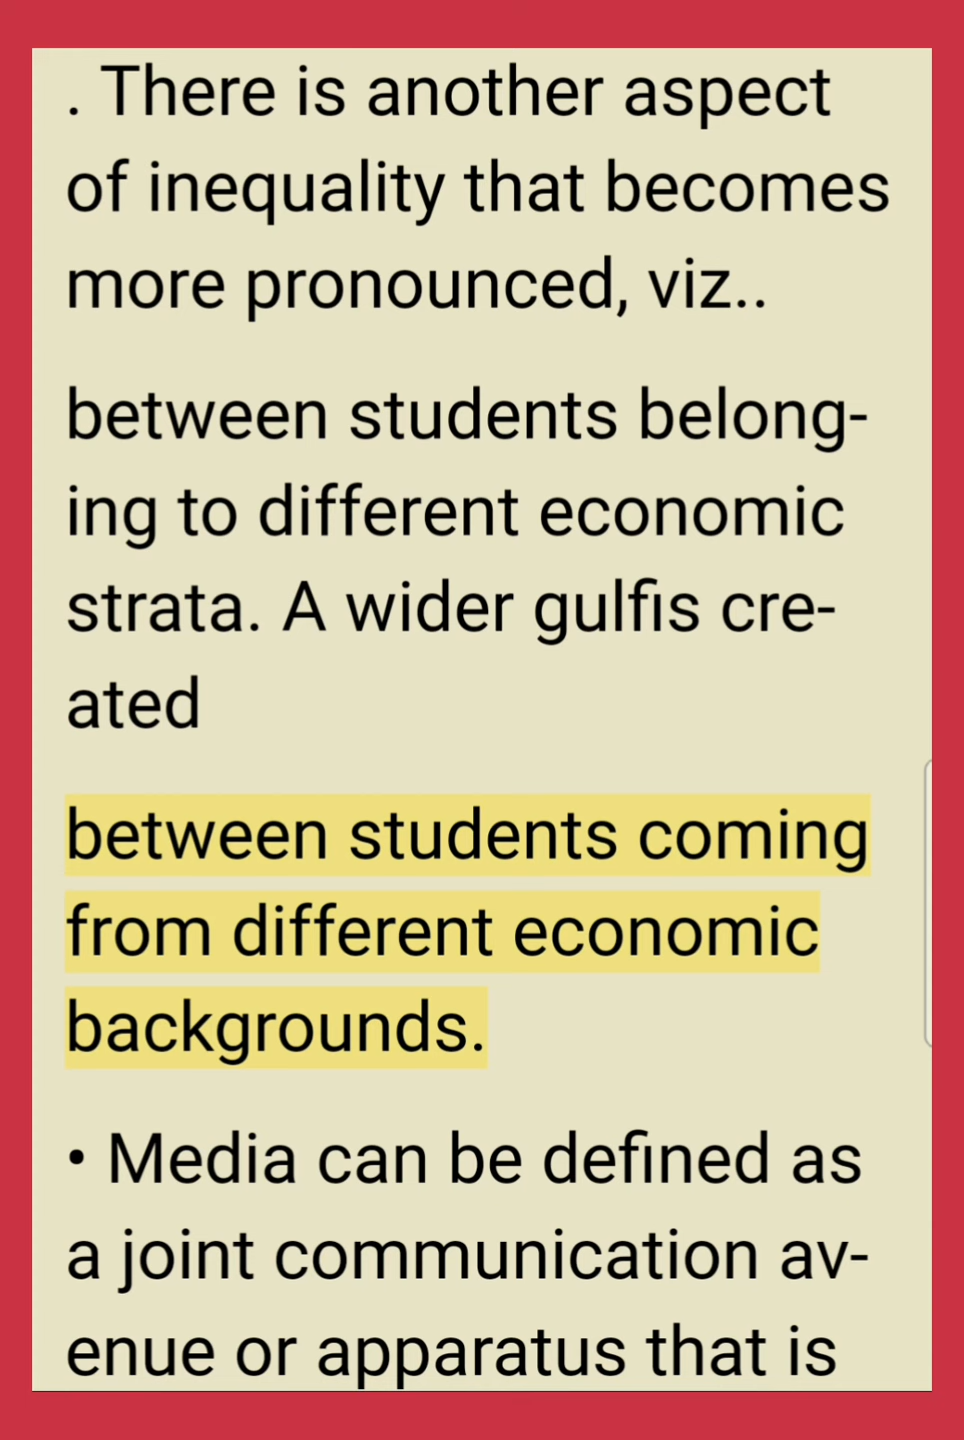 . There is another aspect
of inequality that becomes
more pronounced, viz..
between students belong-
ing to different economic
strata. A wider gulfis cre-
ated
between students coming
from different economic
backgrounds.
• Media can be defined as
a joint communication av-
enue or apparatus that is